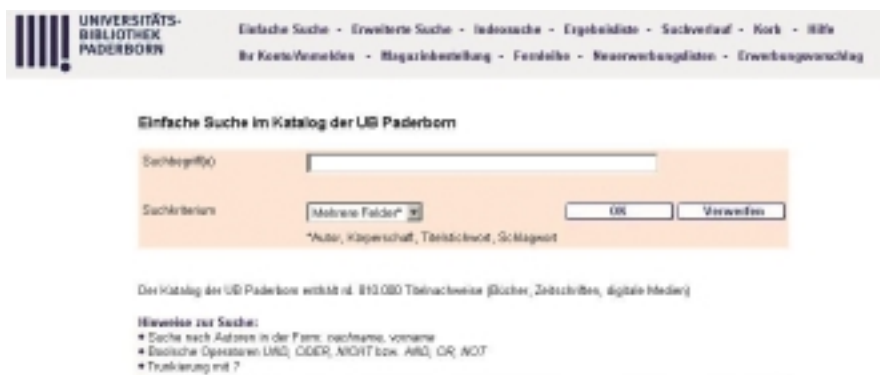 UNIVERSITÄTS-
BIBLIOTHEK
PADERBORN
Einfache Suche - Erweiterte Suche - Indexsuche - Ergebnisliste - Suchverlauf - Korb - Hilfe
Ihr Konto/Anmelden - Magazinbestellung - Fernleihe - Neuerwerbungslisten - Erwerbungsvorschlag
Einfache Suche im Katalog der UB Paderborn
Suchbegriff(e)
Suchkriterium
Mehrere Felder*
OK
Verwerfen
*Autor, Körperschaft, Titelstichwort, Schlagwort
Der Katalog der UB Paderborn enthält rd. 810.000 Titelnachweise (Bücher, Zeitschriften, digitale Medien)
Hinweise zur Suche:
Suche nach Autoren in der Form: nachname, vorname
Boolsche Operatoren UND, ODER, NICHT bzw. AND, OR, NOT
Trunkierung mit ?